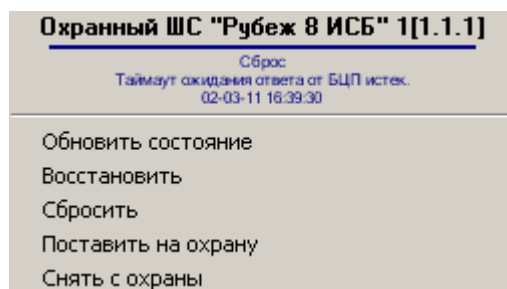 Охранный ШС "Рубеж 8 ИСБ" 1[1.1.1]
Сброс
Таймаут ожидания ответа от БЦП истек.
02-03-11 16:39:30
Обновить состояние
Восстановить
Сбросить
Поставить на охрану
Снять с охраны